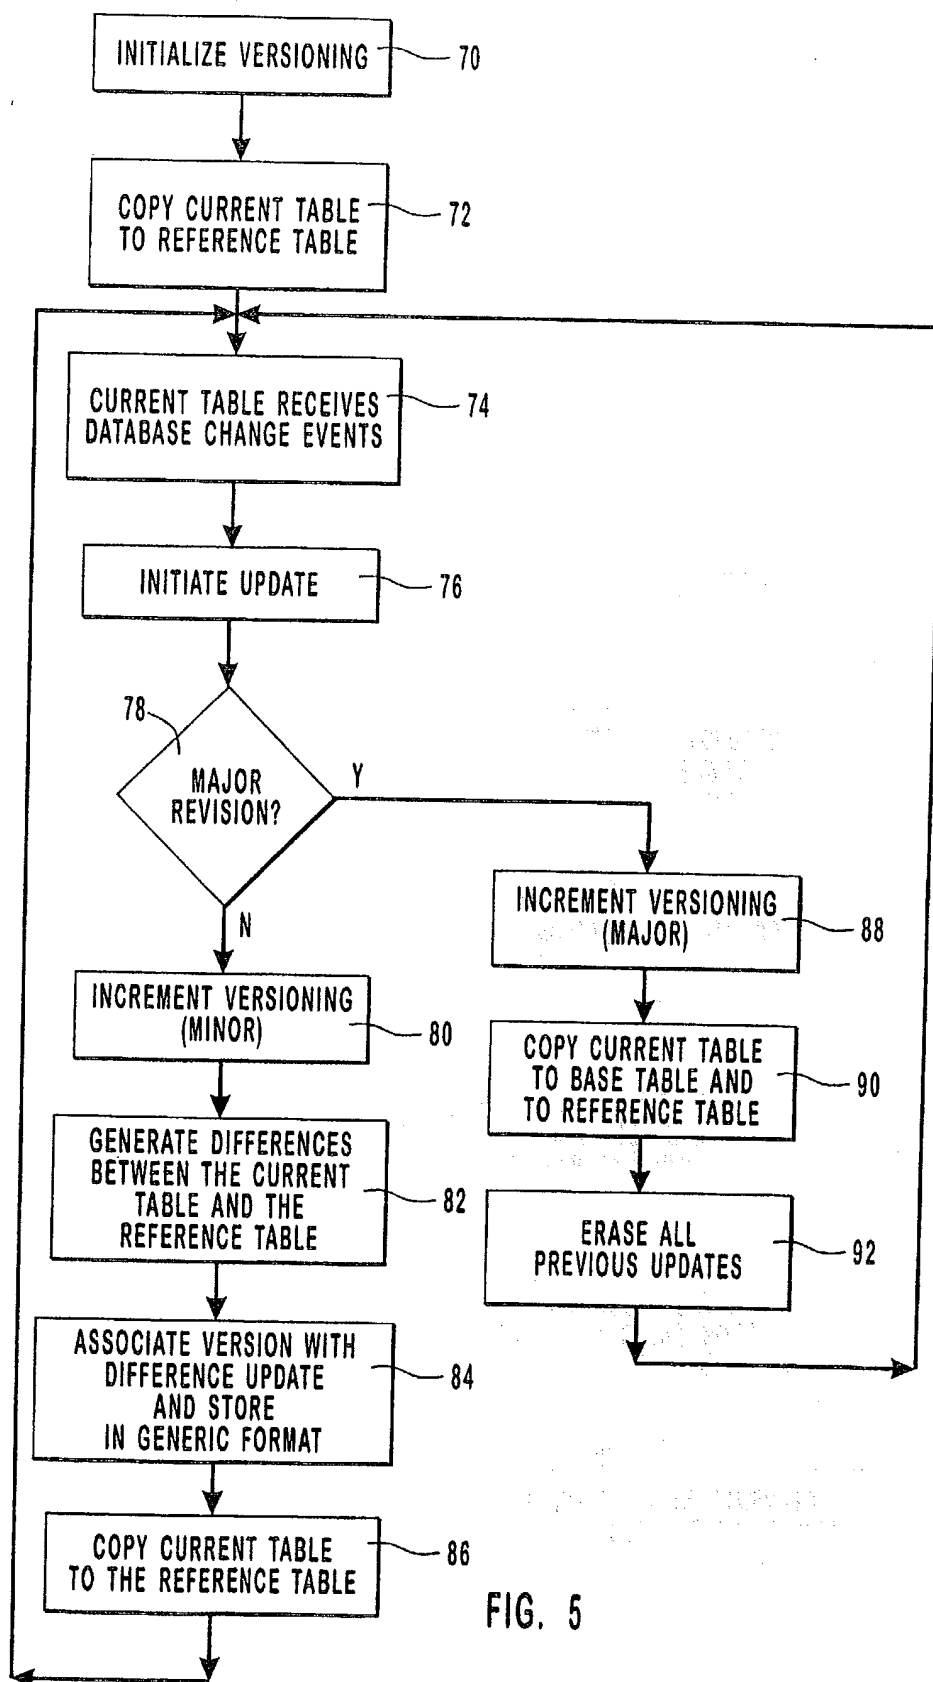 INITIALIZE VERSIONING
70
COPY CURRENT TABLE
TO REFERENCE TABLE
72
CURRENT TABLE RECEIVES
DATABASE CHANGE EVENTS
74
INITIATE UPDATE
76
78
MAJOR
REVISION?
Y
N
INCREMENT VERSIONING
(MINOR)
80
GENERATE DIFFERENCES
BETWEEN THE CURRENT
TABLE AND THE
REFERENCE TABLE
82
ASSOCIATE VERSION WITH
DIFFERENCE UPDATE
AND STORE
IN GENERIC FORMAT
84
COPY CURRENT TABLE
TO THE REFERENCE TABLE
86
INCREMENT VERSIONING
(MAJOR)
88
COPY CURRENT TABLE
TO BASE TABLE AND
TO REFERENCE TABLE
90
ERASE ALL
PREVIOUS UPDATES
92
FIG. 5